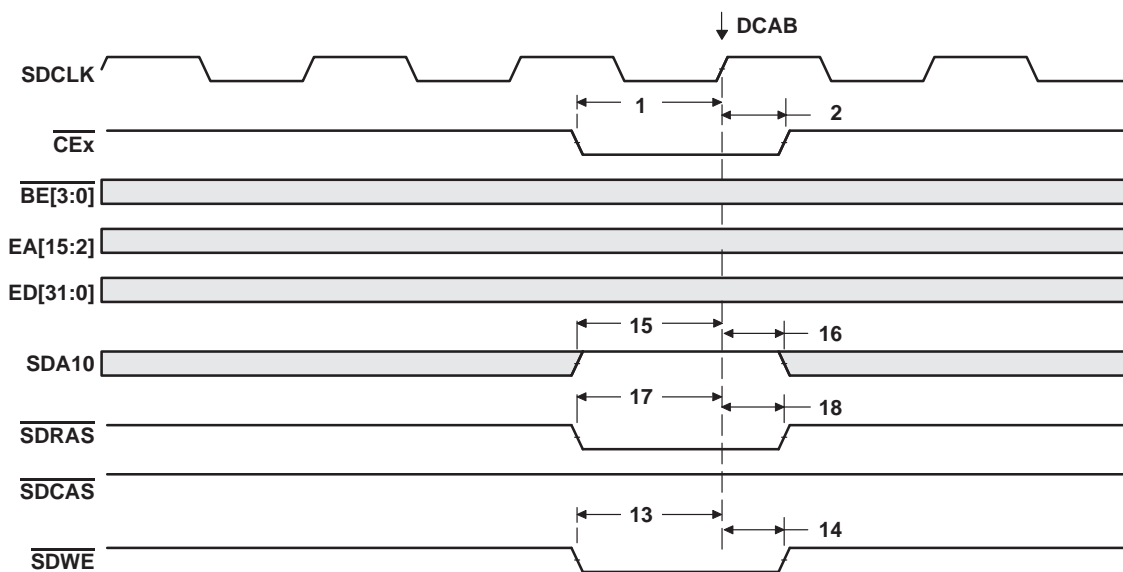 DCAB
SDCLK
1 2
CEx
BE[3:0]
EA[15:2]
ED[31:0]
15 16
SDA10
17 18
SDRAS
SDCAS
13 14
SDWE